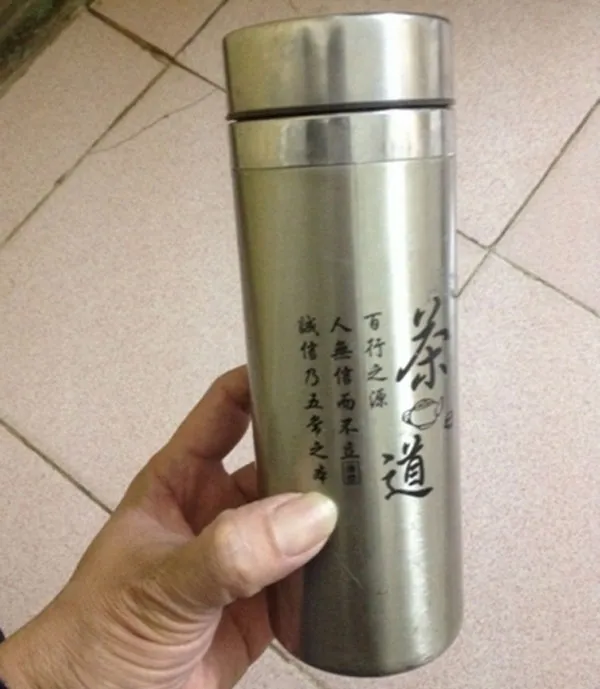 茶道
百行之源
人無信而不立
誠信乃五常之本